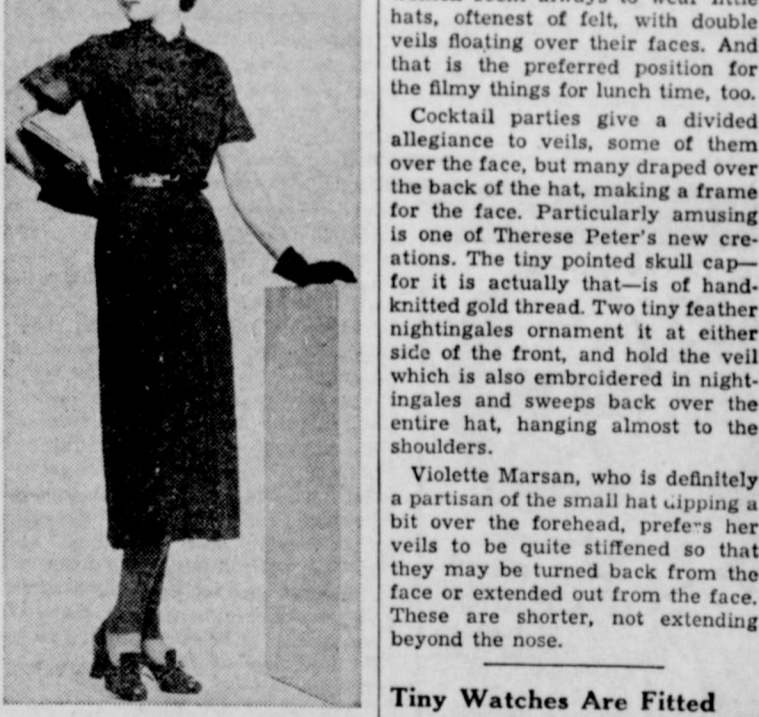 hats, oftenest of felt, with double
veils floating over their faces. And
that is the preferred position for
the filmy things for lunch time, too.
Cocktail parties give a divided
allegiance to veils, some of them
over the face, but many draped over
the back of the hat, making a frame
for the face. Particularly amusing
is one of Therese Peter's new cre-
ations. The tiny pointed skull cap—
for it is actually that—is of hand-
knitted gold thread. Two tiny feather
nightingales ornament it at either
side of the front, and hold the veil
which is also embroidered in night-
ingales and sweeps back over the
entire hat, hanging almost to the
shoulders.
Violette Marsan, who is definitely
a partisan of the small hat dipping a
bit over the forehead, prefers her
veils to be quite stiffened so that
they may be turned back from the
face or extended out from the face.
These are shorter, not extending
beyond the nose.
Tiny Watches Are Fitted